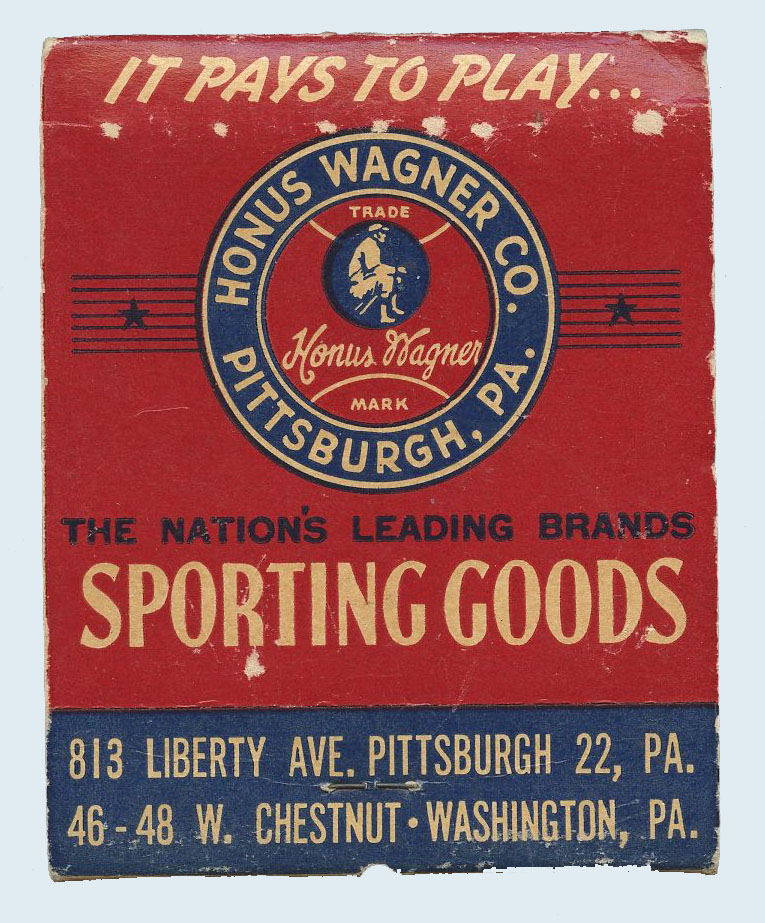 IT PAYS TO PLAY...
HONUS WAGNER CO.
TRADE
Honus Wagner
MARK
PITTSBURGH, PA.
THE NATION'S LEADING BRANDS
SPORTING GOODS
813 LIBERTY AVE. PITTSBURGH 22, PA.
46-48 W. CHESTNUT • WASHINGTON, PA.